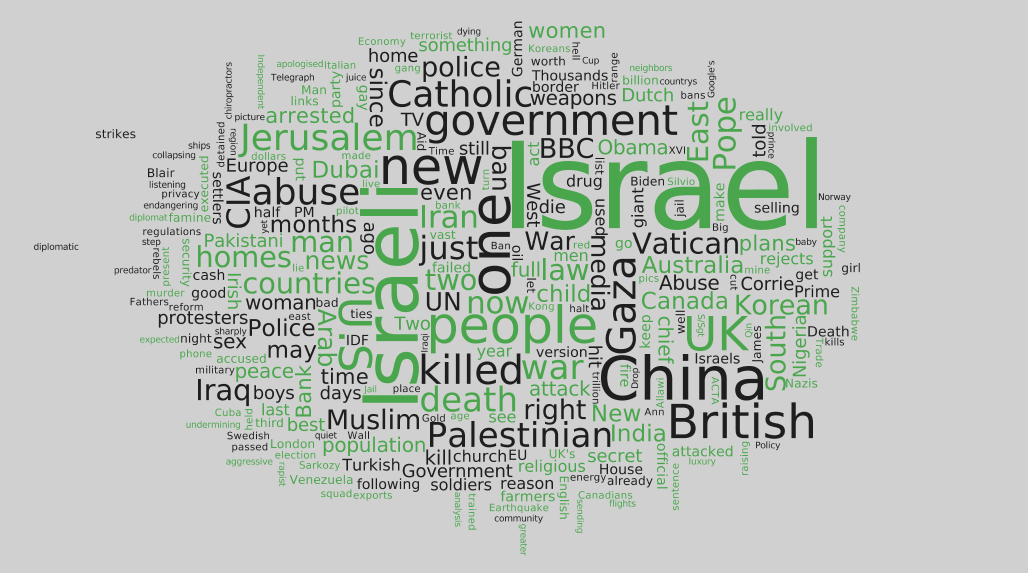 women
German
terrorist
dying
Economy
something
Koreans
hell
Cup
home
police
worth
range
Independent
apologised
Italian
gang
Thousands
neighbors
Google's
chiropractors
Telegraph
juice
since
Catholic
border
Hitler
billion
countrys
Man
party
gay
weapons
Dutch
bans
links
picture
arrested
TV
government
East
Pope
really
involved
strikes
detained
region
Jerusalem
Aid
Time
still
bank
act
BBC
Obama
XVI
told
prince
ships
collapsing
dollars
made
new
Israel
list
Europe
put
Dubai
turn
drug
Biden
Silvio
Blair
listening
executed
settlers
CIA
abuse
live
even
one
West
die
used
giant
jail
make
selling
Norway
privacy
endangering
diplomat
famine
half
PM
pilot
Israeli
bank
Iran
Big
company
regulations
yet
months
ago
vast
Ban
oil
War
red
go
Vatican
plans
baby
support
diplomatic
step
rebels
security
Pakistani
man
just
men
media
rejects
present
homes
lie
news
failed
full
law
Australia
mine
girl
predator
cash
Irish
countries
two
let
child
Gaza
pics
Abuse
cut
Corrie
get
murder
good
woman
bad
sin
UN
now
Kong
halt
Canada
Prime
Zimbabwe
Fathers
reform
east
ties
Korean
protesters
sharply
Police
Arab
Two
people
keep
chief
well
UK
Qin
James
South
Nigeria
Death
expected
night
sex
IDF
Iraqi
kills
Trade
phone
accused
may
year
version
hit
Israels
military
peace
time
killed
war
trillion
fire
Drop
China
Nazis
Iraq
boys
Bank
days
jail
place
attack
Allawi
ACTA
Cuba
held
last
death
right
New
Ann
British
undermining
third
best
Muslim
Gold
age
see
Swedish
quiet
Wall
Palestinian
India
official
attacked
Policy
passed
London
population
kill
church
EU
UK's
secret
luxury
raising
aggressive
rapist
election
Sarkozy
Turkish
Government
religious
House
sentence
Venezuela
following
soldiers
reason
energy
already
squad
exports
farmers
English
Canadians
analysis
trained
Earthquake
flights
community
sending
greater